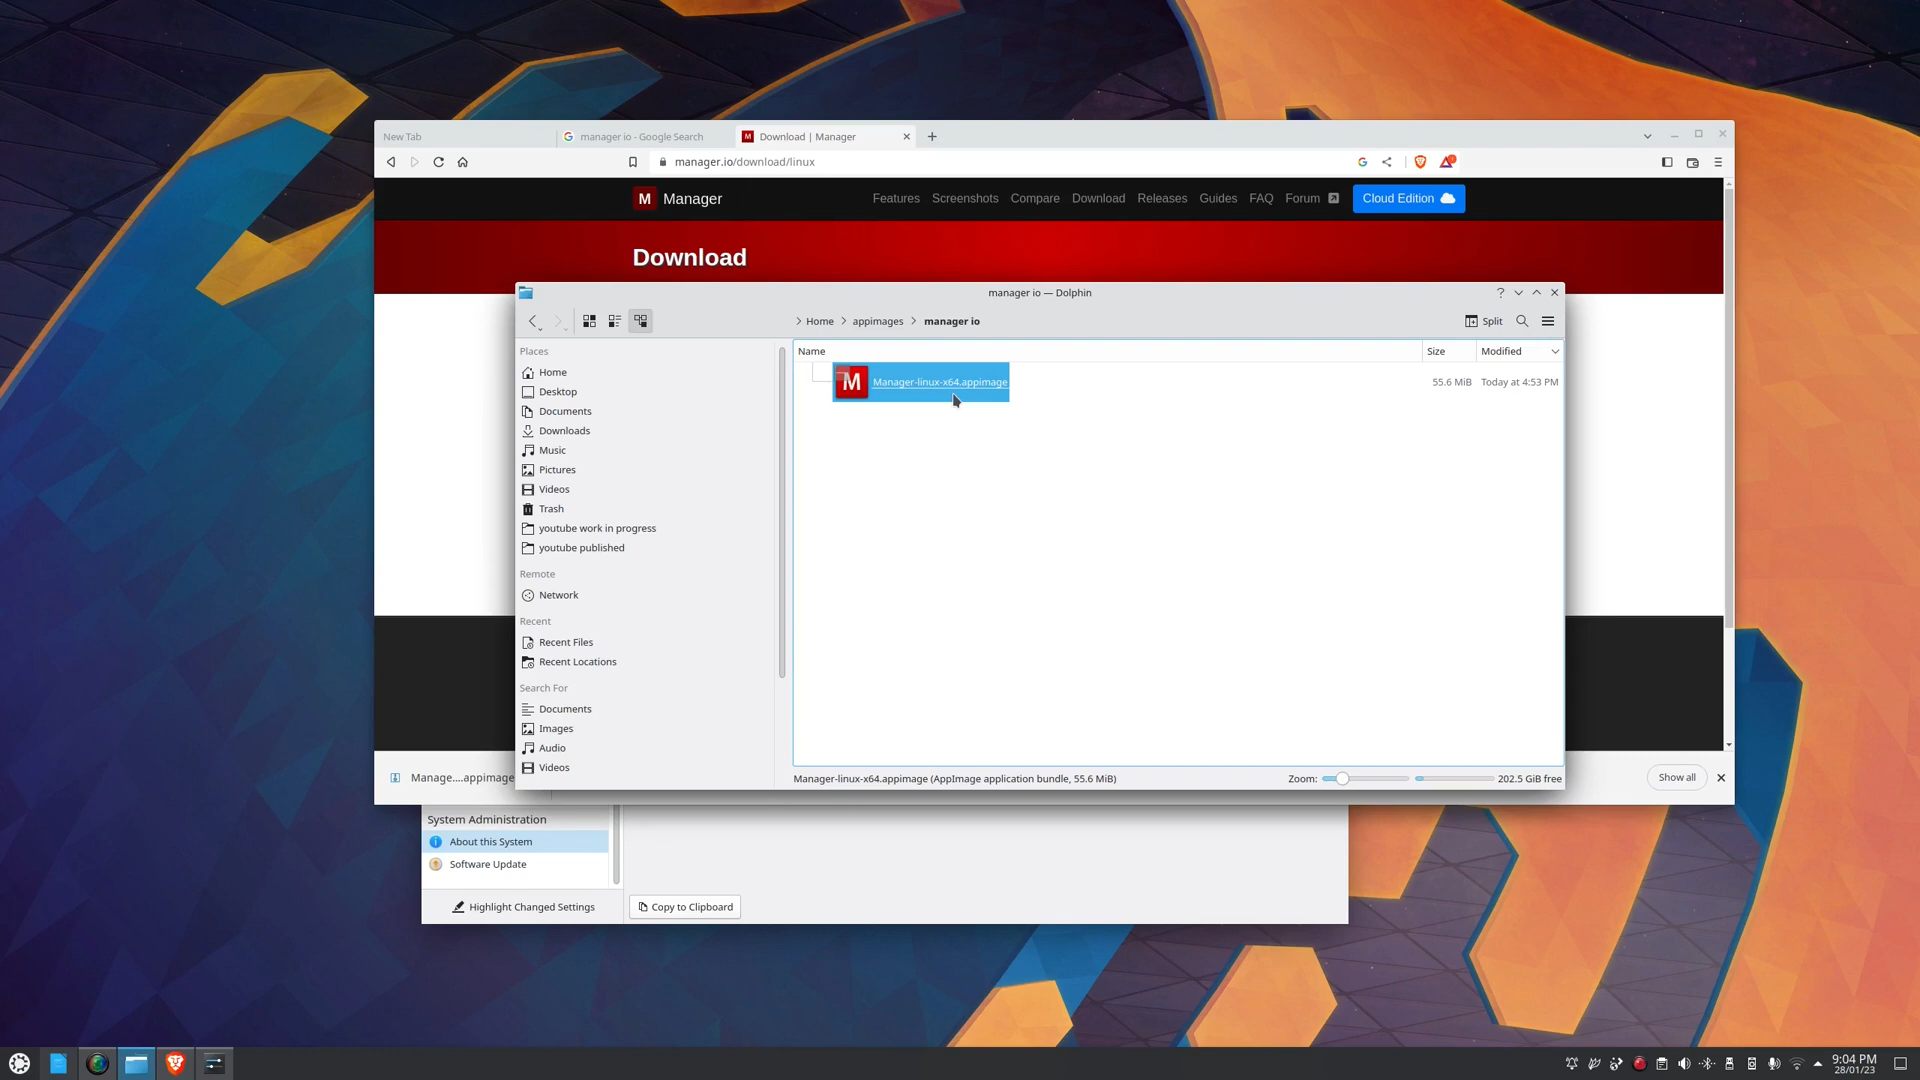 New Tab
manager io - Google Search
Download | Manager
manager.io/download/linux
M Manager
Features
Screenshots
Compare
Download
Releases
Guides
FAQ
Forum
Cloud Edition
Download
manager io — Dolphin
Home
appimages
manager io
Split
Places
Home
Desktop
Documents
Downloads
Music
Pictures
Videos
Trash
youtube work in progress
youtube published
Remote
Network
Recent
Recent Files
Recent Locations
Search For
Documents
Images
Audio
Videos
Name
Size
Modified
M
Manager-linux-x64.appimage
55.6 MiB
Today at 4:53 PM
Manager-linux-x64.appimage (AppImage application bundle, 55.6 MiB)
Zoom:
202.5 GiB free
Manage....appimage
Show all
System Administration
About this System
Software Update
Highlight Changed Settings
Copy to Clipboard
9:04 PM
28/01/23